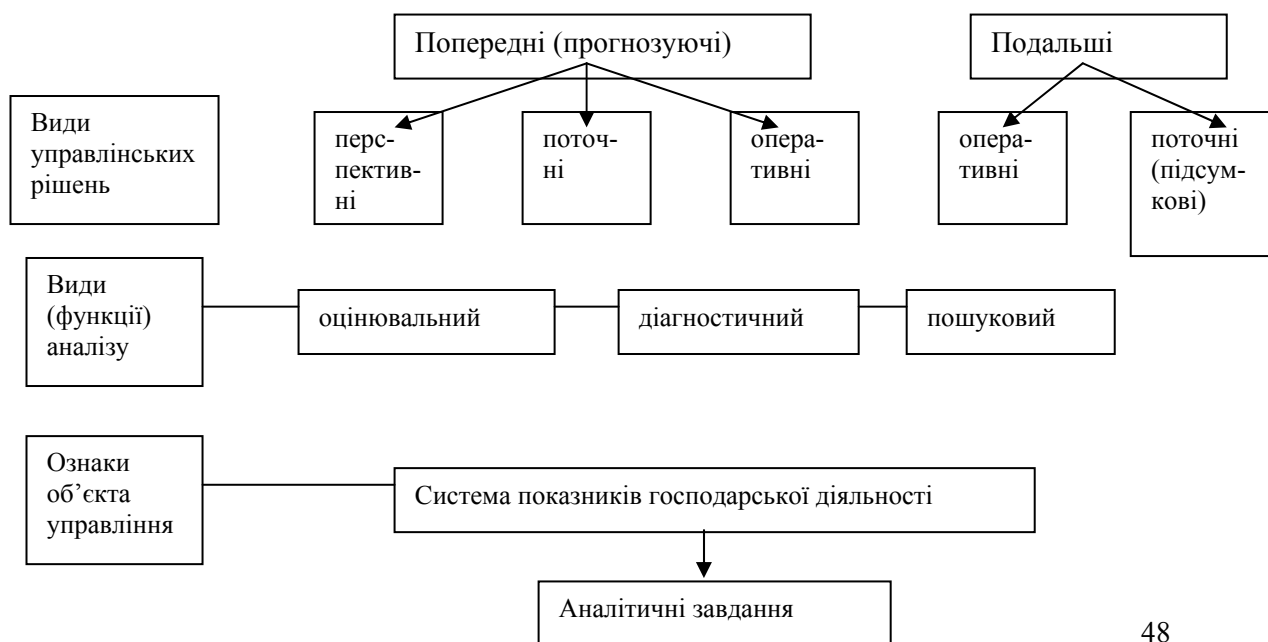 Попередні (прогнозуючі)
Подальші
Види
управлінських
рішень
перс-
пектив-
ні
поточ-
ні
опера-
тивні
опера-
тивні
поточні
(підсум-
кові)
Види
(функції)
аналізу
оцінювальний
діагностичний
пошуковий
Ознаки
об’єкта
управління
Система показників господарської діяльності
Аналітичні завдання
48